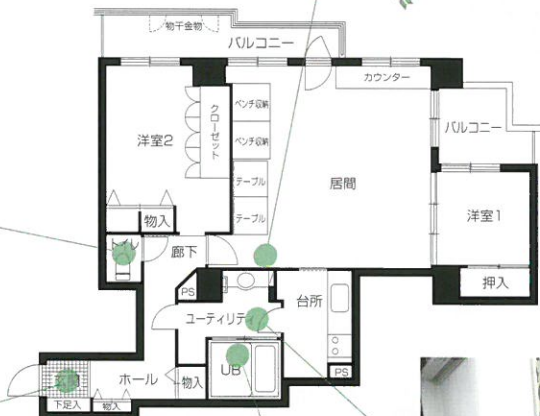 物干金物
バルコニー
カウンター
ベンチ収納
クローゼット
バルコニー
洋室2
ベンチ収納
居間
テーブル
洋室1
テーブル
物入
トイレ
廊下
押入
PS
台所
ユーティリティ
UB
PS
ホール
物入
下足入
物入